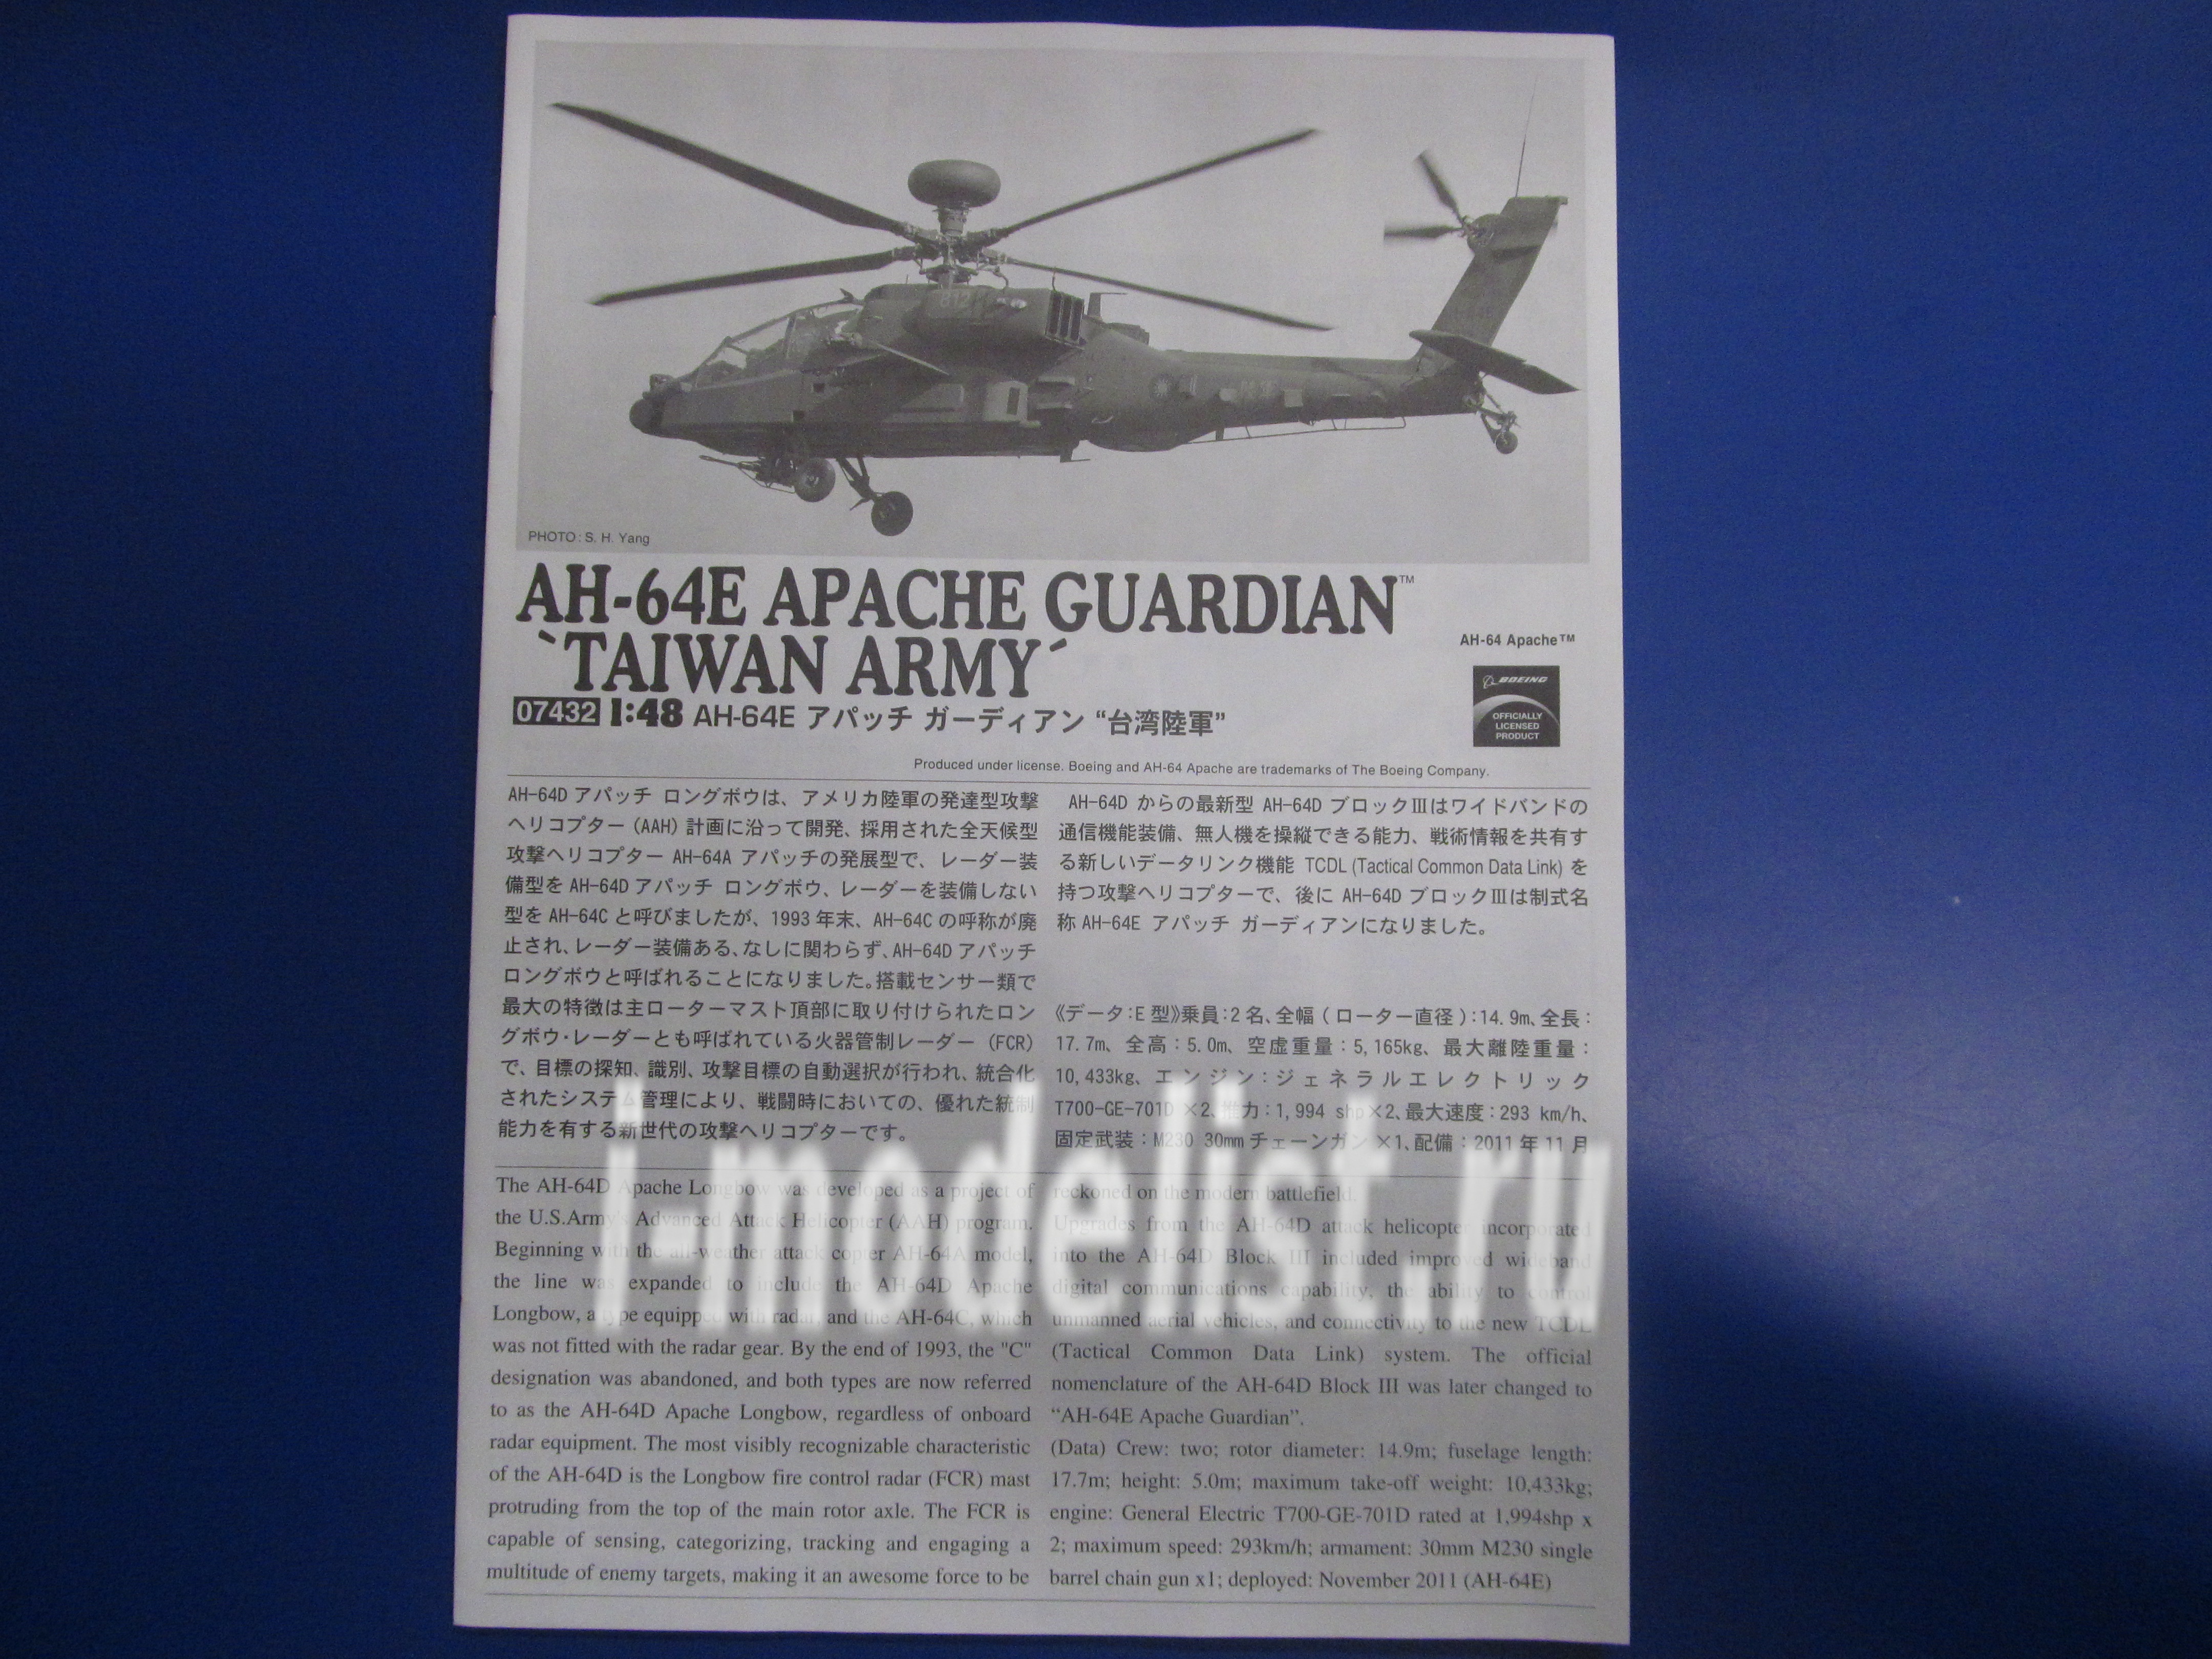 812
PHOTO : S. H. Yang
AH-64E APACHE GUARDIAN™
`TAIWAN ARMY´
AH-64 Apache™
07432 1:48 AH-64E アパッチ ガーディアン “台湾陸軍”
BOEING
OFFICIALLY
LICENSED
PRODUCT
Produced under license. Boeing and AH-64 Apache are trademarks of The Boeing Company.
AH-64D アパッチ ロングボウは、アメリカ陸軍の発達型攻撃
ヘリコプター (AAH) 計画に沿って開発、採用された全天候型
攻撃ヘリコプター AH-64A アパッチの発展型で、レーダー装
備型を AH-64D アパッチ ロングボウ、レーダーを装備しない
型を AH-64C と呼びましたが、1993 年末、AH-64C の呼称が廃
止され、レーダー装備ある、なしに関わらず、AH-64D アパッチ
ロングボウと呼ばれることになりました。搭載センサー類で
最大の特徴は主ローターマスト頂部に取り付けられたロン
グボウ・レーダーとも呼ばれている火器管制レーダー (FCR)
で、目標の探知、識別、攻撃目標の自動選択が行われ、統合化
されたシステム管理により、戦闘時においての、優れた統制
能力を有する新世代の攻撃ヘリコプターです。
AH-64D からの最新型 AH-64D ブロックⅢはワイドバンドの
通信機能装備、無人機を操縦できる能力、戦術情報を共有す
る新しいデータリンク機能 TCDL (Tactical Common Data Link) を
持つ攻撃ヘリコプターで、後に AH-64D ブロックⅢは制式名
称 AH-64E アパッチ ガーディアンになりました。
《データ:E 型》乗員:2 名、全幅 ( ローター直径 ):14.9m、全長:
17.7m、全高:5.0m、空虚重量:5,165kg、最大離陸重量:
10,433kg、エンジン:ジェネラルエレクトリック
T700-GE-701D ×2、推力:1,994 shp×2、最大速度:293 km/h、
固定武装:M230 30mm チェーンガン ×1、配備:2011 年 11 月
The AH-64D Apache Longbow was developed as a project of
the U.S.Army's Advanced Attack Helicopter (AAH) program.
Beginning with the all-weather attack copter AH-64A model,
the line was expanded to include the AH-64D Apache
Longbow, a type equipped with radar, and the AH-64C, which
was not fitted with the radar gear. By the end of 1993, the "C"
designation was abandoned, and both types are now referred
to as the AH-64D Apache Longbow, regardless of onboard
radar equipment. The most visibly recognizable characteristic
of the AH-64D is the Longbow fire control radar (FCR) mast
protruding from the top of the main rotor axle. The FCR is
capable of sensing, categorizing, tracking and engaging a
multitude of enemy targets, making it an awesome force to be
reckoned on the modern battlefield.
Upgrades from the AH-64D attack helicopter incorporated
into the AH-64D Block III included improved wideband
digital communications capability, the ability to control
unmanned aerial vehicles, and connectivity to the new TCDL
(Tactical Common Data Link) system. The official
nomenclature of the AH-64D Block III was later changed to
“AH-64E Apache Guardian”.
(Data) Crew: two; rotor diameter: 14.9m; fuselage length:
17.7m; height: 5.0m; maximum take-off weight: 10,433kg;
engine: General Electric T700-GE-701D rated at 1,994shp x
2; maximum speed: 293km/h; armament: 30mm M230 single
barrel chain gun x1; deployed: November 2011 (AH-64E)
i-modelist.ru